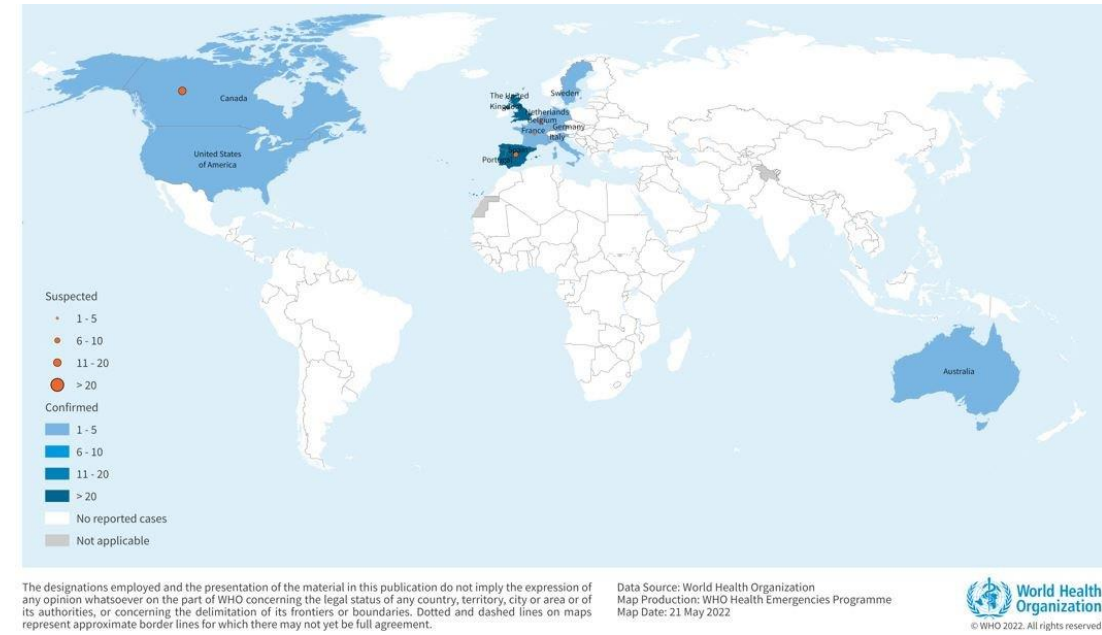 Canada
United States
of America
The United
Kingdom
Sweden
Netherlands
Belgium
France
Germany
Italy
Portugal
Australia
Suspected
1 - 5
6 - 10
11 - 20
> 20
Confirmed
1 - 5
6 - 10
11 - 20
> 20
No reported cases
Not applicable
The designations employed and the presentation of the material in this publication do not imply the expression of
any opinion whatsoever on the part of WHO concerning the legal status of any country, territory, city or area or of
its authorities, or concerning the delimitation of its frontiers or boundaries. Dotted and dashed lines on maps
represent approximate border lines for which there may not yet be full agreement.
Data Source: World Health Organization
Map Production: WHO Health Emergencies Programme
Map Date: 21 May 2022
World Health
Organization
© WHO 2022. All rights reserved